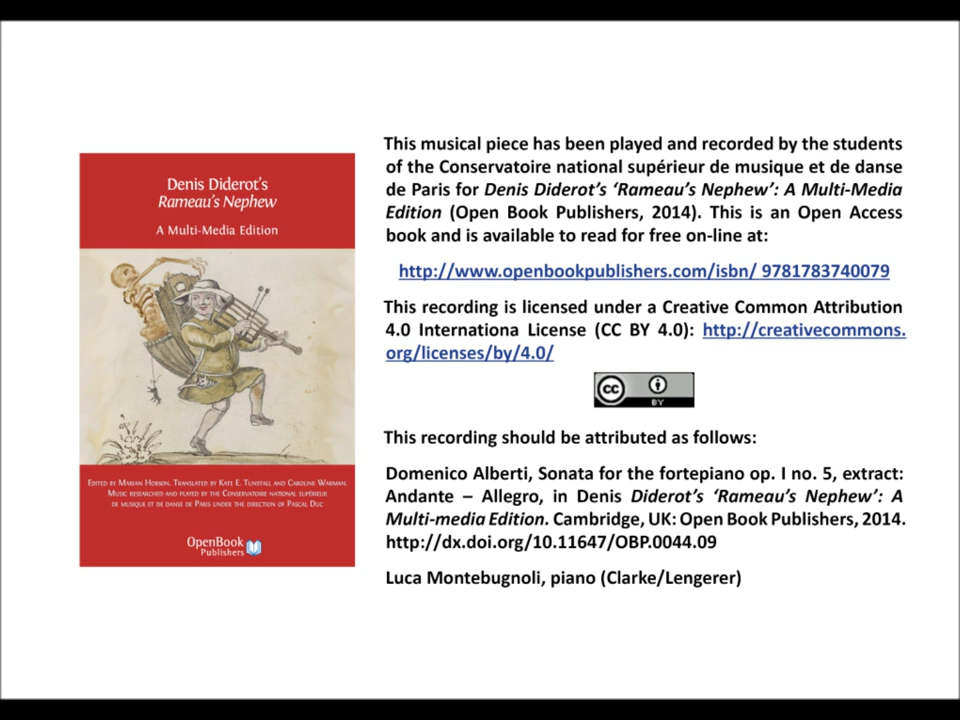 Denis Diderot's
Rameau's Nephew
A Multi-Media Edition
Edited by Marian Hobson. Translated by Kate E. Tunstall and Caroline Warman.
Music researched and played by the Conservatoire national supérieur
de musique et de danse de Paris under the direction of Pascal Duc
OpenBook
Publishers
This musical piece has been played and recorded by the students
of the Conservatoire national supérieur de musique et de danse
de Paris for Denis Diderot's 'Rameau's Nephew': A Multi-Media
Edition (Open Book Publishers, 2014). This is an Open Access
book and is available to read for free on-line at:
http://www.openbookpublishers.com/isbn/ 9781783740079
This recording is licensed under a Creative Common Attribution
4.0 Internationa License (CC BY 4.0): http://creativecommons.
org/licenses/by/4.0/
cc
BY
This recording should be attributed as follows:
Domenico Alberti, Sonata for the fortepiano op. I no. 5, extract:
Andante – Allegro, in Denis Diderot's 'Rameau's Nephew': A
Multi-media Edition. Cambridge, UK: Open Book Publishers, 2014.
http://dx.doi.org/10.11647/OBP.0044.09
Luca Montebugnoli, piano (Clarke/Lengerer)